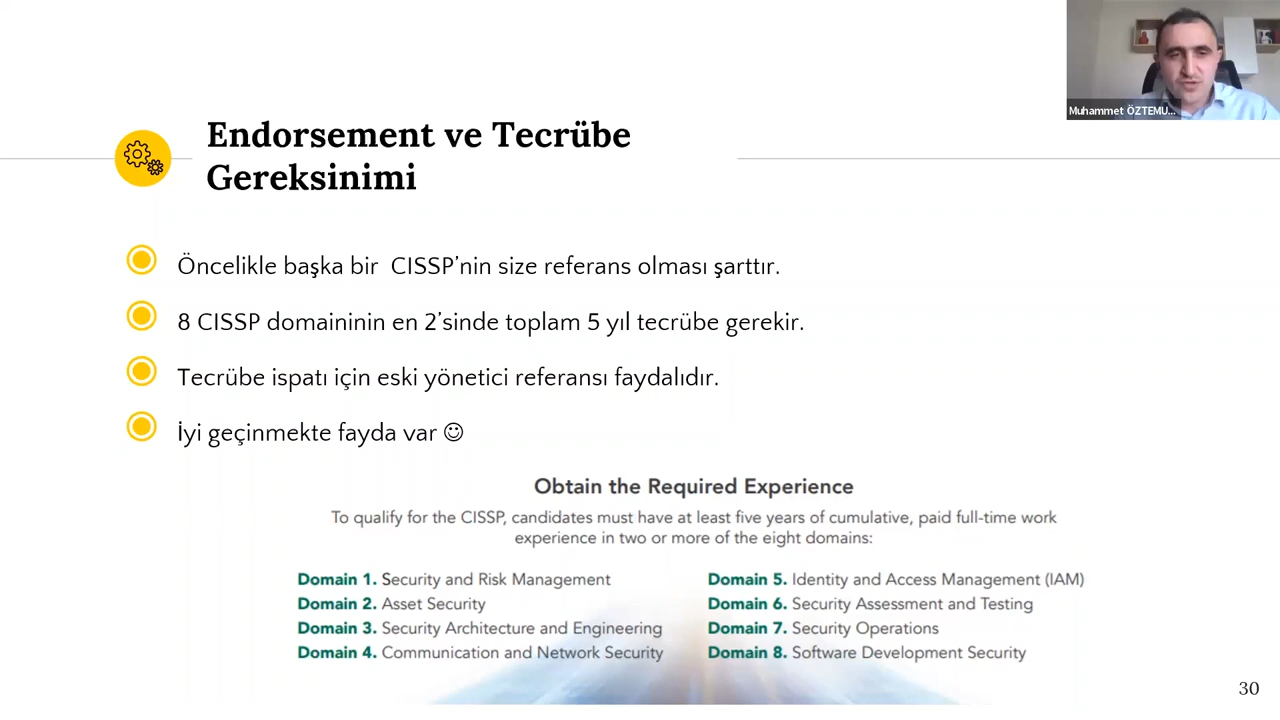 Muhammet ÖZTEMU...
Endorsement ve Tecrübe
Gereksinimi
Öncelikle başka bir CISSP’nin size referans olması şarttır.
8 CISSP domaininin en 2’sinde toplam 5 yıl tecrübe gerekir.
Tecrübe ispatı için eski yönetici referansı faydalıdır.
İyi geçinmekte fayda var ☺
Obtain the Required Experience
To qualify for the CISSP, candidates must have at least five years of cumulative, paid full-time work
experience in two or more of the eight domains:
Domain 1. Security and Risk Management
Domain 2. Asset Security
Domain 3. Security Architecture and Engineering
Domain 4. Communication and Network Security
Domain 5. Identity and Access Management (IAM)
Domain 6. Security Assessment and Testing
Domain 7. Security Operations
Domain 8. Software Development Security
30